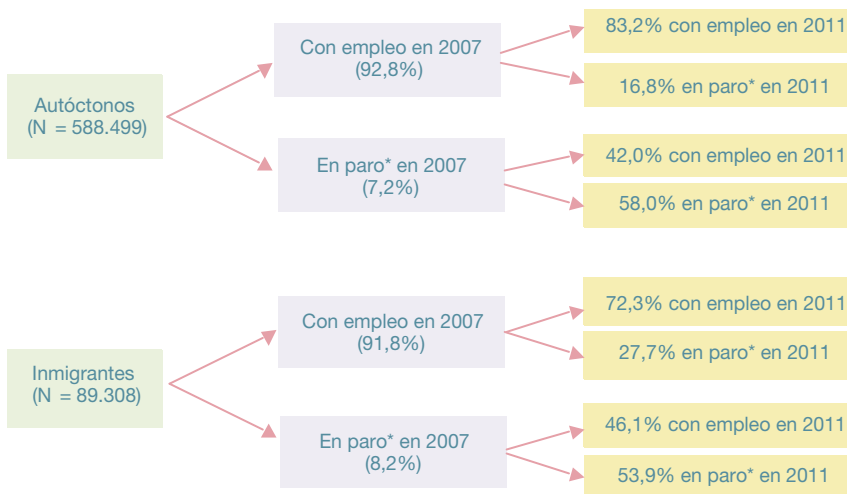 Autóctonos
(N = 588.499)
Con empleo en 2007
(92,8%)
83,2% con empleo en 2011
16,8% en paro* en 2011
En paro* en 2007
(7,2%)
42,0% con empleo en 2011
58,0% en paro* en 2011
Inmigrantes
(N = 89.308)
Con empleo en 2007
(91,8%)
72,3% con empleo en 2011
27,7% en paro* en 2011
En paro* en 2007
(8,2%)
46,1% con empleo en 2011
53,9% en paro* en 2011